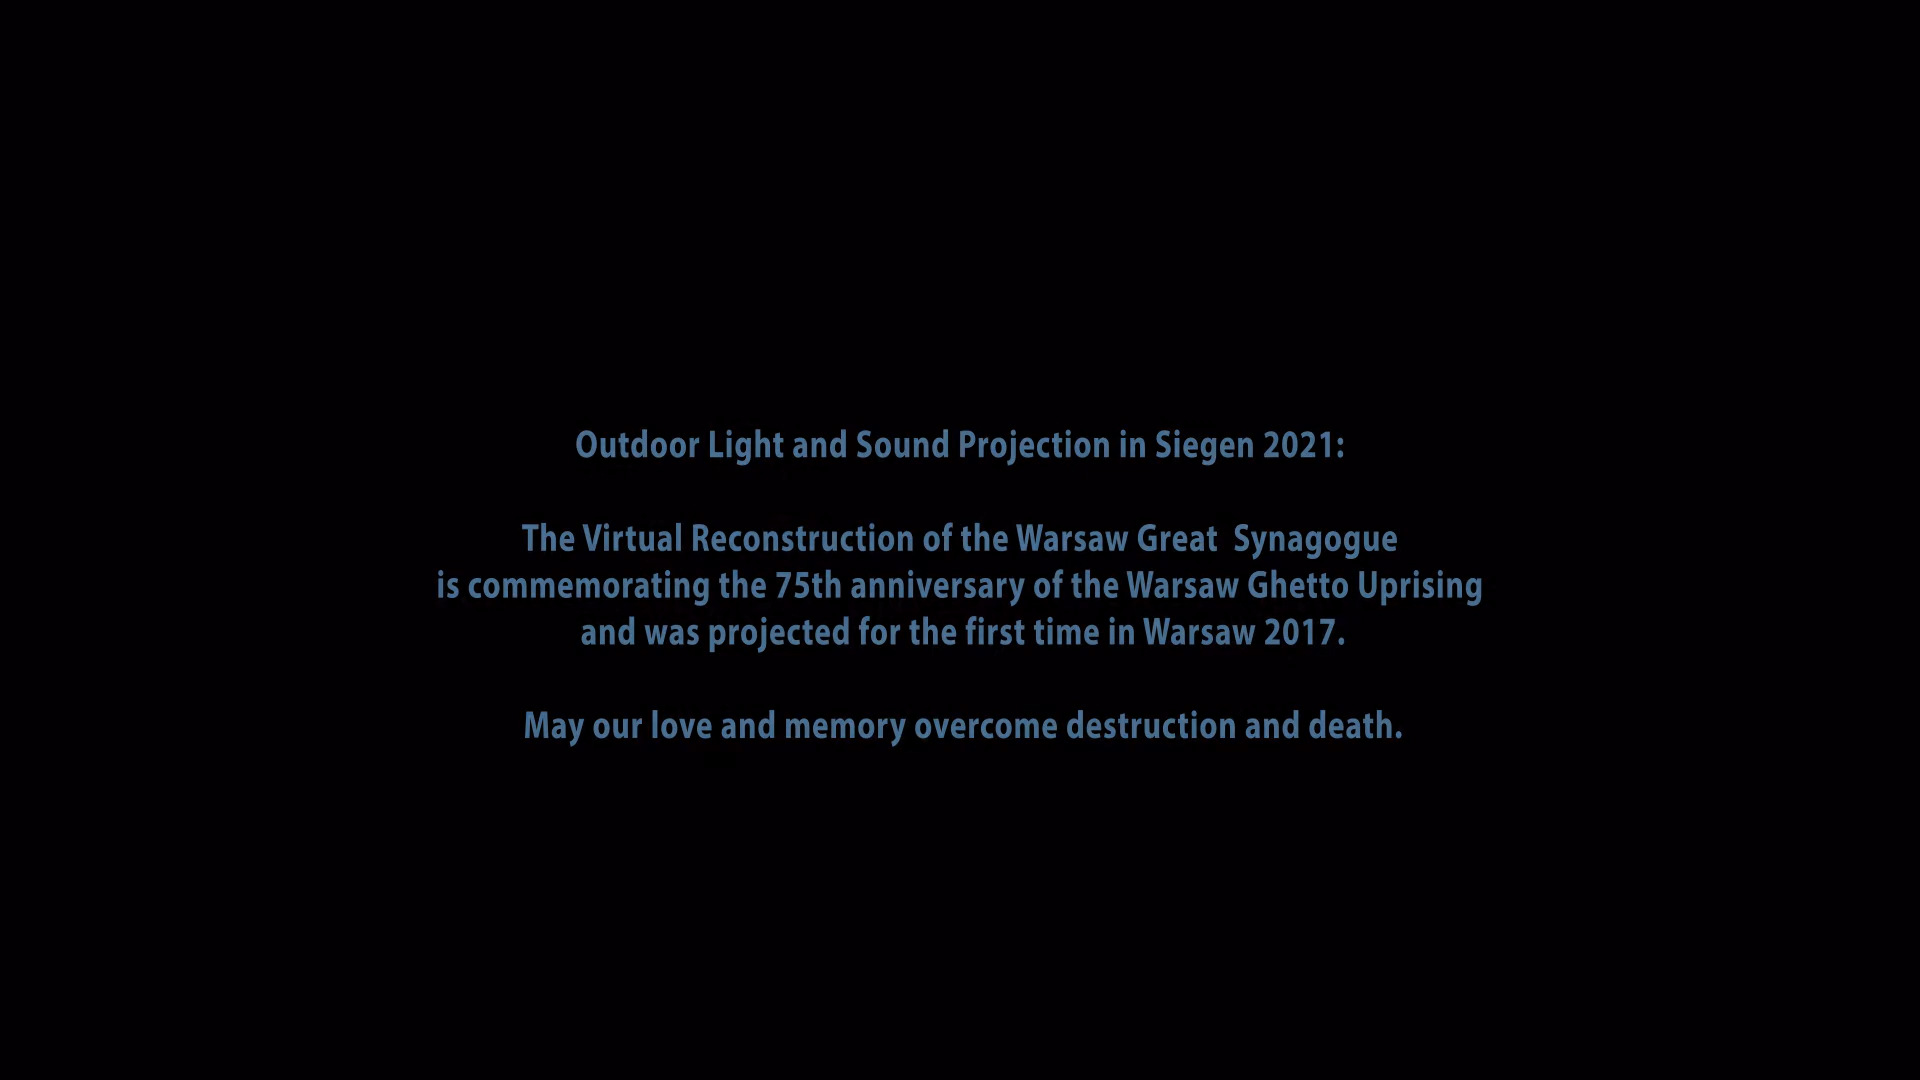 Outdoor Light and Sound Projection in Siegen 2021:
The Virtual Reconstruction of the Warsaw Great  Synagogue
is commemorating the 75th anniversary of the Warsaw Ghetto Uprising
and was projected for the first time in Warsaw 2017.
May our love and memory overcome destruction and death.